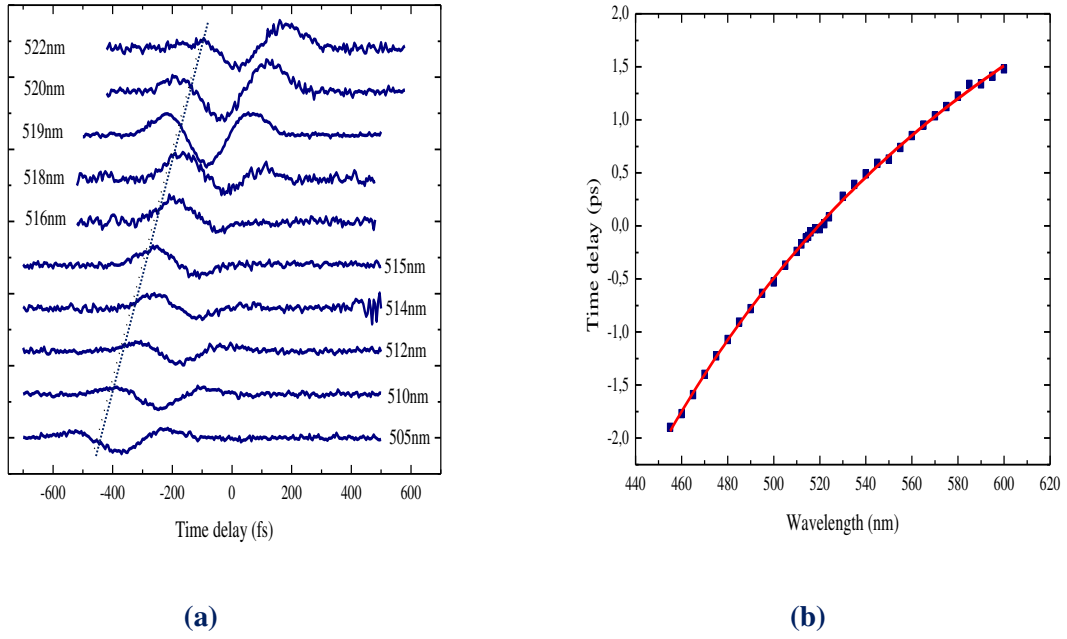 522nm
520nm
519nm
518nm
516nm
515nm
514nm
512nm
510nm
505nm
-600 -400 -200 0 200 400 600
Time delay (fs)
(a)
2,0
1,5
1,0
0,5
0,0
-0,5
-1,0
-1,5
-2,0
Time delay (ps)
440 460 480 500 520 540 560 580 600 620
Wavelength (nm)
(b)